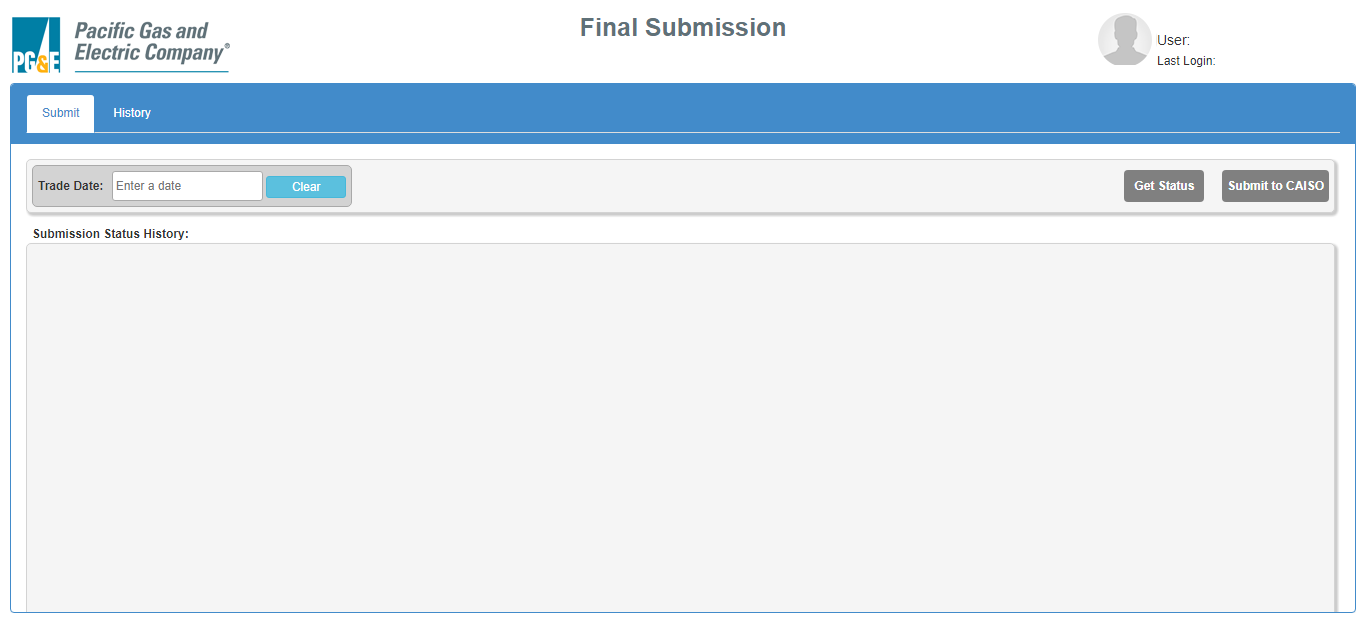 PG&E
Pacific Gas and
Electric Company®
Final Submission
User:
Last Login:
Submit History
Trade Date: Enter a date Clear Get Status Submit to CAISO
Submission Status History: